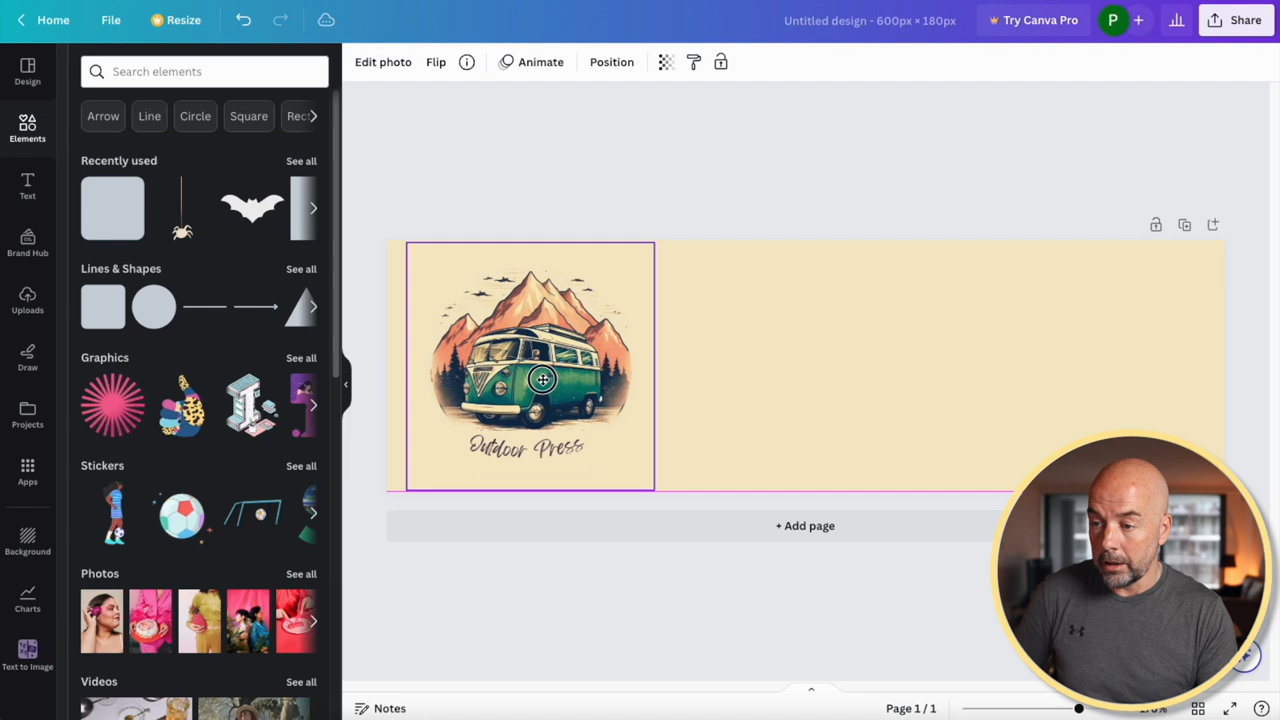 Home
File
Resize
Untitled design - 600px × 180px
Try Canva Pro
P
Share
Design
Elements
Text
Brand Hub
Uploads
Draw
Projects
Apps
Background
Charts
Text to Image
Search elements
Arrow
Line
Circle
Square
Rect
Recently used
See all
Lines & Shapes
See all
Graphics
See all
Stickers
See all
Photos
See all
Videos
See all
Edit photo
Flip
Animate
Position
Outdoor Press
+ Add page
Notes
Page 1 / 1